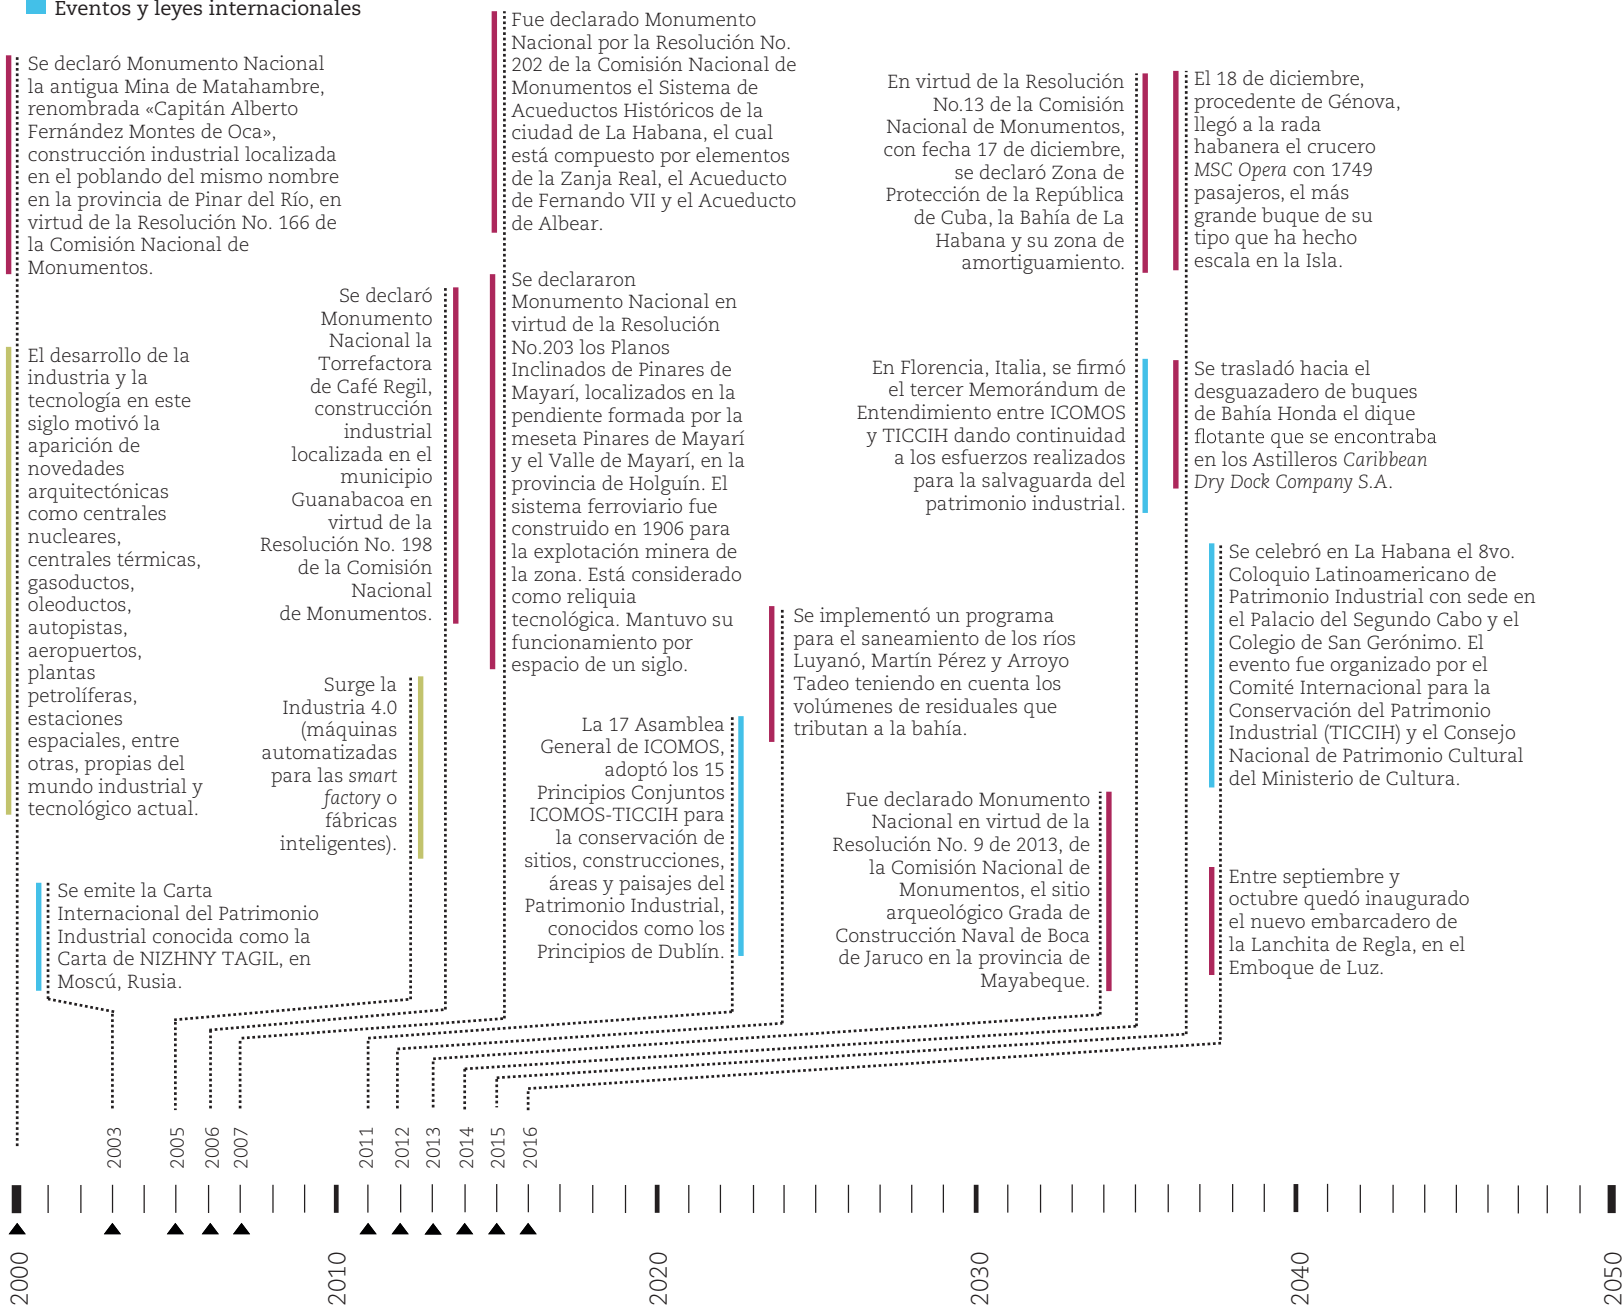 Eventos y leyes internacionales
Se declaró Monumento Nacional
la antigua Mina de Matahambre,
renombrada «Capitán Alberto
Fernández Montes de Oca»,
construcción industrial localizada
en el poblando del mismo nombre
en la provincia de Pinar del Río, en
virtud de la Resolución No. 166 de
la Comisión Nacional de
Monumentos.
El desarrollo de la
industria y la
tecnología en este
siglo motivó la
aparición de
novedades
arquitectónicas
como centrales
nucleares,
centrales térmicas,
gasoductos,
oleoductos,
autopistas,
aeropuertos,
plantas
petrolíferas,
estaciones
espaciales, entre
otras, propias del
mundo industrial y
tecnológico actual.
Se emite la Carta
Internacional del Patrimonio
Industrial conocida como la
Carta de NIZHNY TAGIL, en
Moscú, Rusia.
Se declaró
Monumento
Nacional la
Torrefactora
de Café Regil,
construcción
industrial
localizada en el
municipio
Guanabacoa en
virtud de la
Resolución No. 198
de la Comisión
Nacional
de Monumentos.
Surge la
Industria 4.0
(máquinas
automatizadas
para las smart
factory o
fábricas
inteligentes).
Fue declarado Monumento
Nacional por la Resolución No.
202 de la Comisión Nacional de
Monumentos el Sistema de
Acueductos Históricos de la
ciudad de La Habana, el cual
está compuesto por elementos
de la Zanja Real, el Acueducto
de Fernando VII y el Acueducto
de Albear.
Se declararon
Monumento Nacional en
virtud de la Resolución
No.203 los Planos
Inclinados de Pinares de
Mayarí, localizados en la
pendiente formada por la
meseta Pinares de Mayarí
y el Valle de Mayarí, en la
provincia de Holguín. El
sistema ferroviario fue
construido en 1906 para
la explotación minera de
la zona. Está considerado
como reliquia
tecnológica. Mantuvo su
funcionamiento por
espacio de un siglo.
La 17 Asamblea
General de ICOMOS,
adoptó los 15
Principios Conjuntos
ICOMOS-TICCIH para
la conservación de
sitios, construcciones,
áreas y paisajes del
Patrimonio Industrial,
conocidos como los
Principios de Dublín.
Se implementó un programa
para el saneamiento de los ríos
Luyanó, Martín Pérez y Arroyo
Tadeo teniendo en cuenta los
volúmenes de residuales que
tributan a la bahía.
Fue declarado Monumento
Nacional en virtud de la
Resolución No. 9 de 2013, de
la Comisión Nacional de
Monumentos, el sitio
arqueológico Grada de
Construcción Naval de Boca
de Jaruco en la provincia de
Mayabeque.
En virtud de la Resolución
No.13 de la Comisión
Nacional de Monumentos,
con fecha 17 de diciembre,
se declaró Zona de
Protección de la República
de Cuba, la Bahía de La
Habana y su zona de
amortiguamiento.
En Florencia, Italia, se firmó
el tercer Memorándum de
Entendimiento entre ICOMOS
y TICCIH dando continuidad
a los esfuerzos realizados
para la salvaguarda del
patrimonio industrial.
El 18 de diciembre,
procedente de Génova,
llegó a la rada
habanera el crucero
MSC Opera con 1749
pasajeros, el más
grande buque de su
tipo que ha hecho
escala en la Isla.
Se trasladó hacia el
desguazadero de buques
de Bahía Honda el dique
flotante que se encontraba
en los Astilleros Caribbean
Dry Dock Company S.A.
Se celebró en La Habana el 8vo.
Coloquio Latinoamericano de
Patrimonio Industrial con sede en
el Palacio del Segundo Cabo y el
Colegio de San Gerónimo. El
evento fue organizado por el
Comité Internacional para la
Conservación del Patrimonio
Industrial (TICCIH) y el Consejo
Nacional de Patrimonio Cultural
del Ministerio de Cultura.
Entre septiembre y
octubre quedó inaugurado
el nuevo embarcadero de
la Lanchita de Regla, en el
Emboque de Luz.
2003
2005
2006
2007
2011
2012
2013
2014
2015
2016
2000
2010
2020
2030
2040
2050